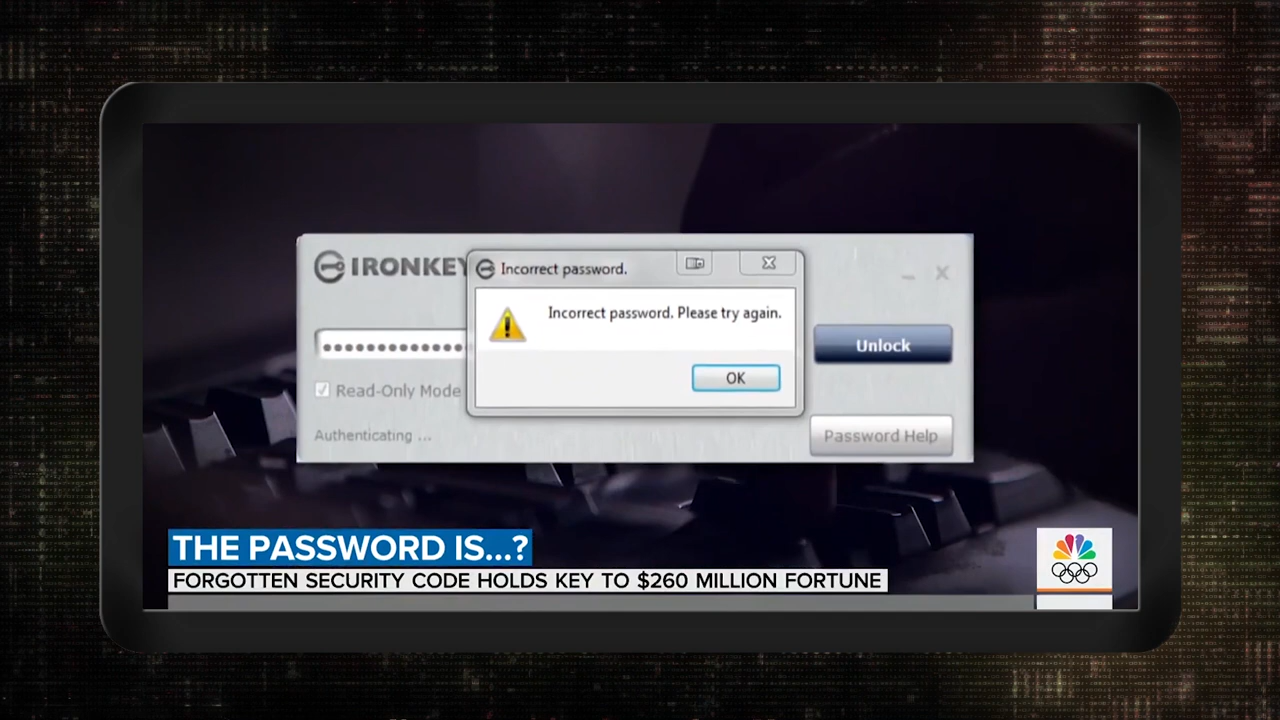 IRONKEY
Incorrect password.
Incorrect password. Please try again.
OK
●●●●●●●●●●●●●
Unlock
Read-Only Mode
Authenticating ...
Password Help
THE PASSWORD IS...?
FORGOTTEN SECURITY CODE HOLDS KEY TO $260 MILLION FORTUNE